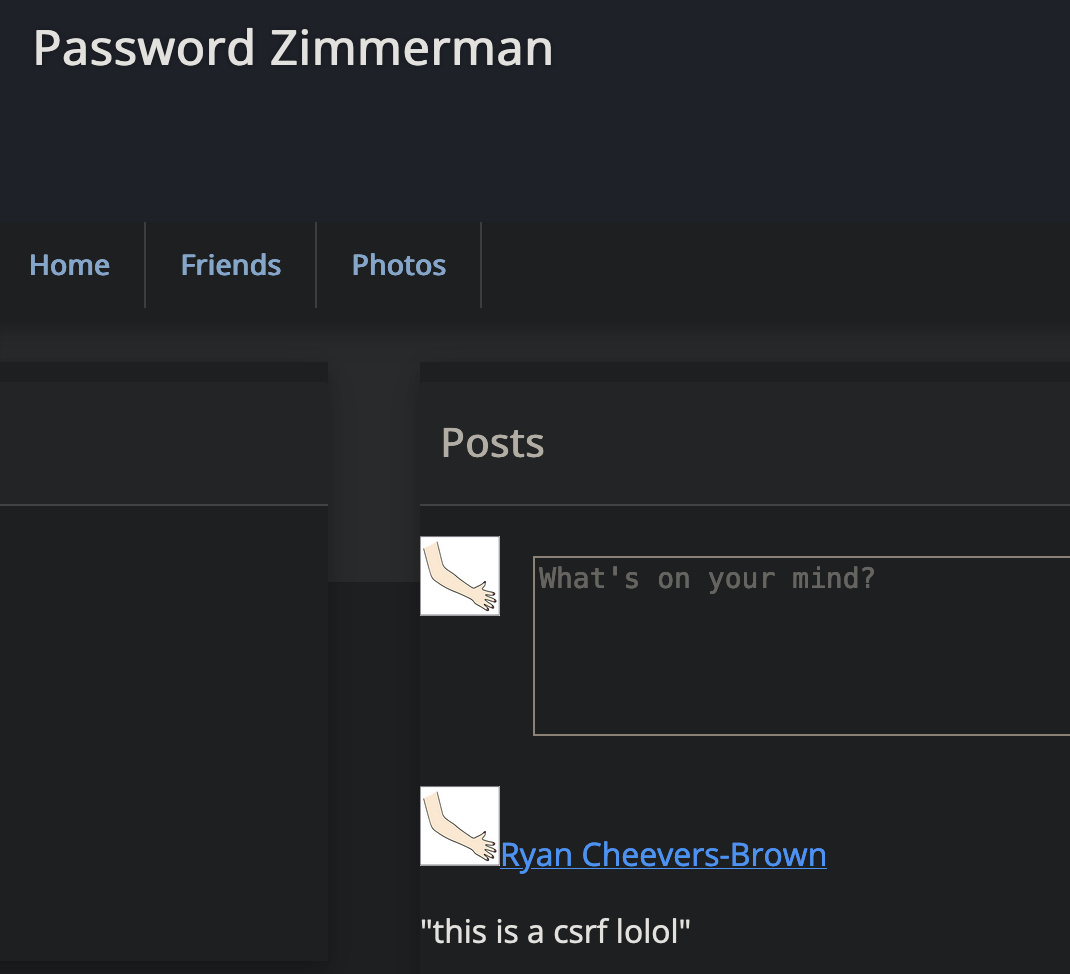 Password Zimmerman
Home Friends Photos
Posts
What's on your mind?
Ryan Cheevers-Brown
"this is a csrf lolol"